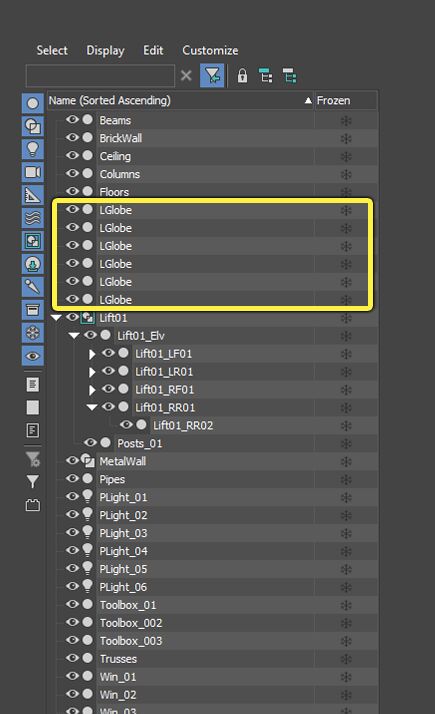 Select Display Edit Customize
Name (Sorted Ascending) Frozen
Beams
BrickWall
Ceiling
Columns
Floors
LGlobe
LGlobe
LGlobe
LGlobe
LGlobe
LGlobe
Lift01
Lift01_Elv
Lift01_LF01
Lift01_LR01
Lift01_RF01
Lift01_RR01
Lift01_RR02
Posts_01
MetalWall
Pipes
PLight_01
PLight_02
PLight_03
PLight_04
PLight_05
PLight_06
Toolbox_01
Toolbox_002
Toolbox_003
Trusses
Win_01
Win_02
Win_03